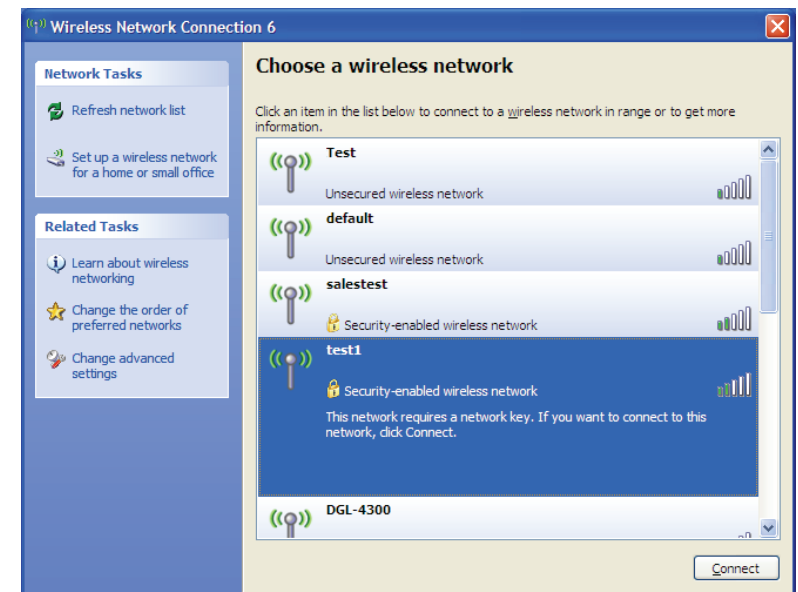 Wireless Network Connection 6
Network Tasks
Refresh network list
Set up a wireless network
for a home or small office
Related Tasks
Learn about wireless
networking
Change the order of
preferred networks
Change advanced
settings
Choose a wireless network
Click an item in the list below to connect to a wireless network in range or to get more
information.
Test
Unsecured wireless network
default
Unsecured wireless network
salestest
Security-enabled wireless network
test1
Security-enabled wireless network
This network requires a network key. If you want to connect to this
network, click Connect.
DGL-4300
Connect